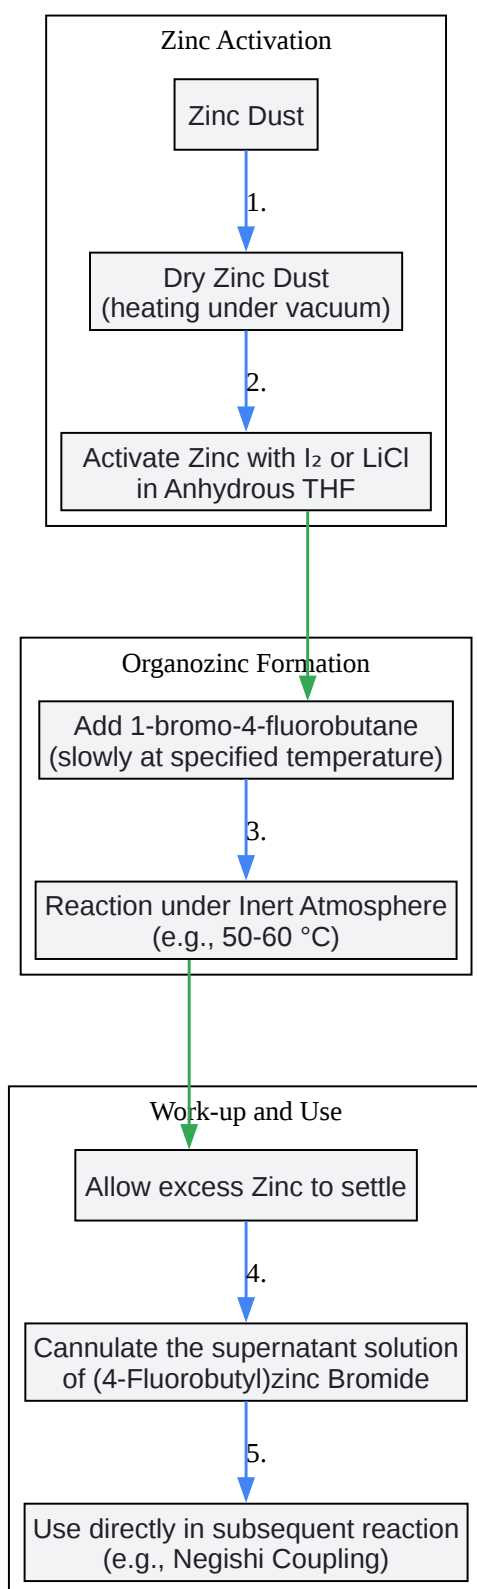 Zinc Activation
Zinc Dust
1.
Dry Zinc Dust
(heating under vacuum)
2.
Activate Zinc with I₂ or LiCl
in Anhydrous THF
Organozinc Formation
Add 1-bromo-4-fluorobutane
(slowly at specified temperature)
3.
Reaction under Inert Atmosphere
(e.g., 50-60 °C)
Work-up and Use
Allow excess Zinc to settle
4.
Cannulate the supernatant solution
of (4-Fluorobutyl)zinc Bromide
5.
Use directly in subsequent reaction
(e.g., Negishi Coupling)